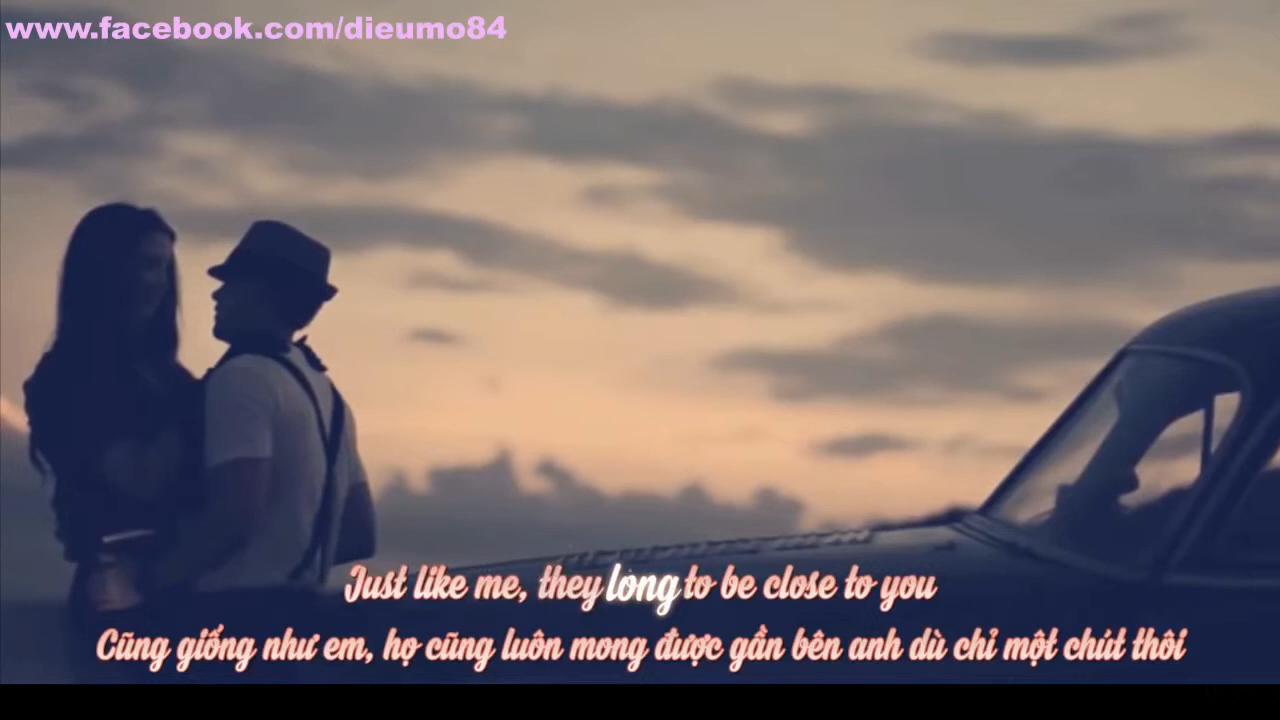 www.facebook.com/dieumo84
Just like me, they long to be close to you
Cũng giống như em, họ cũng luôn mong được gần bên anh dù chỉ một chút thôi